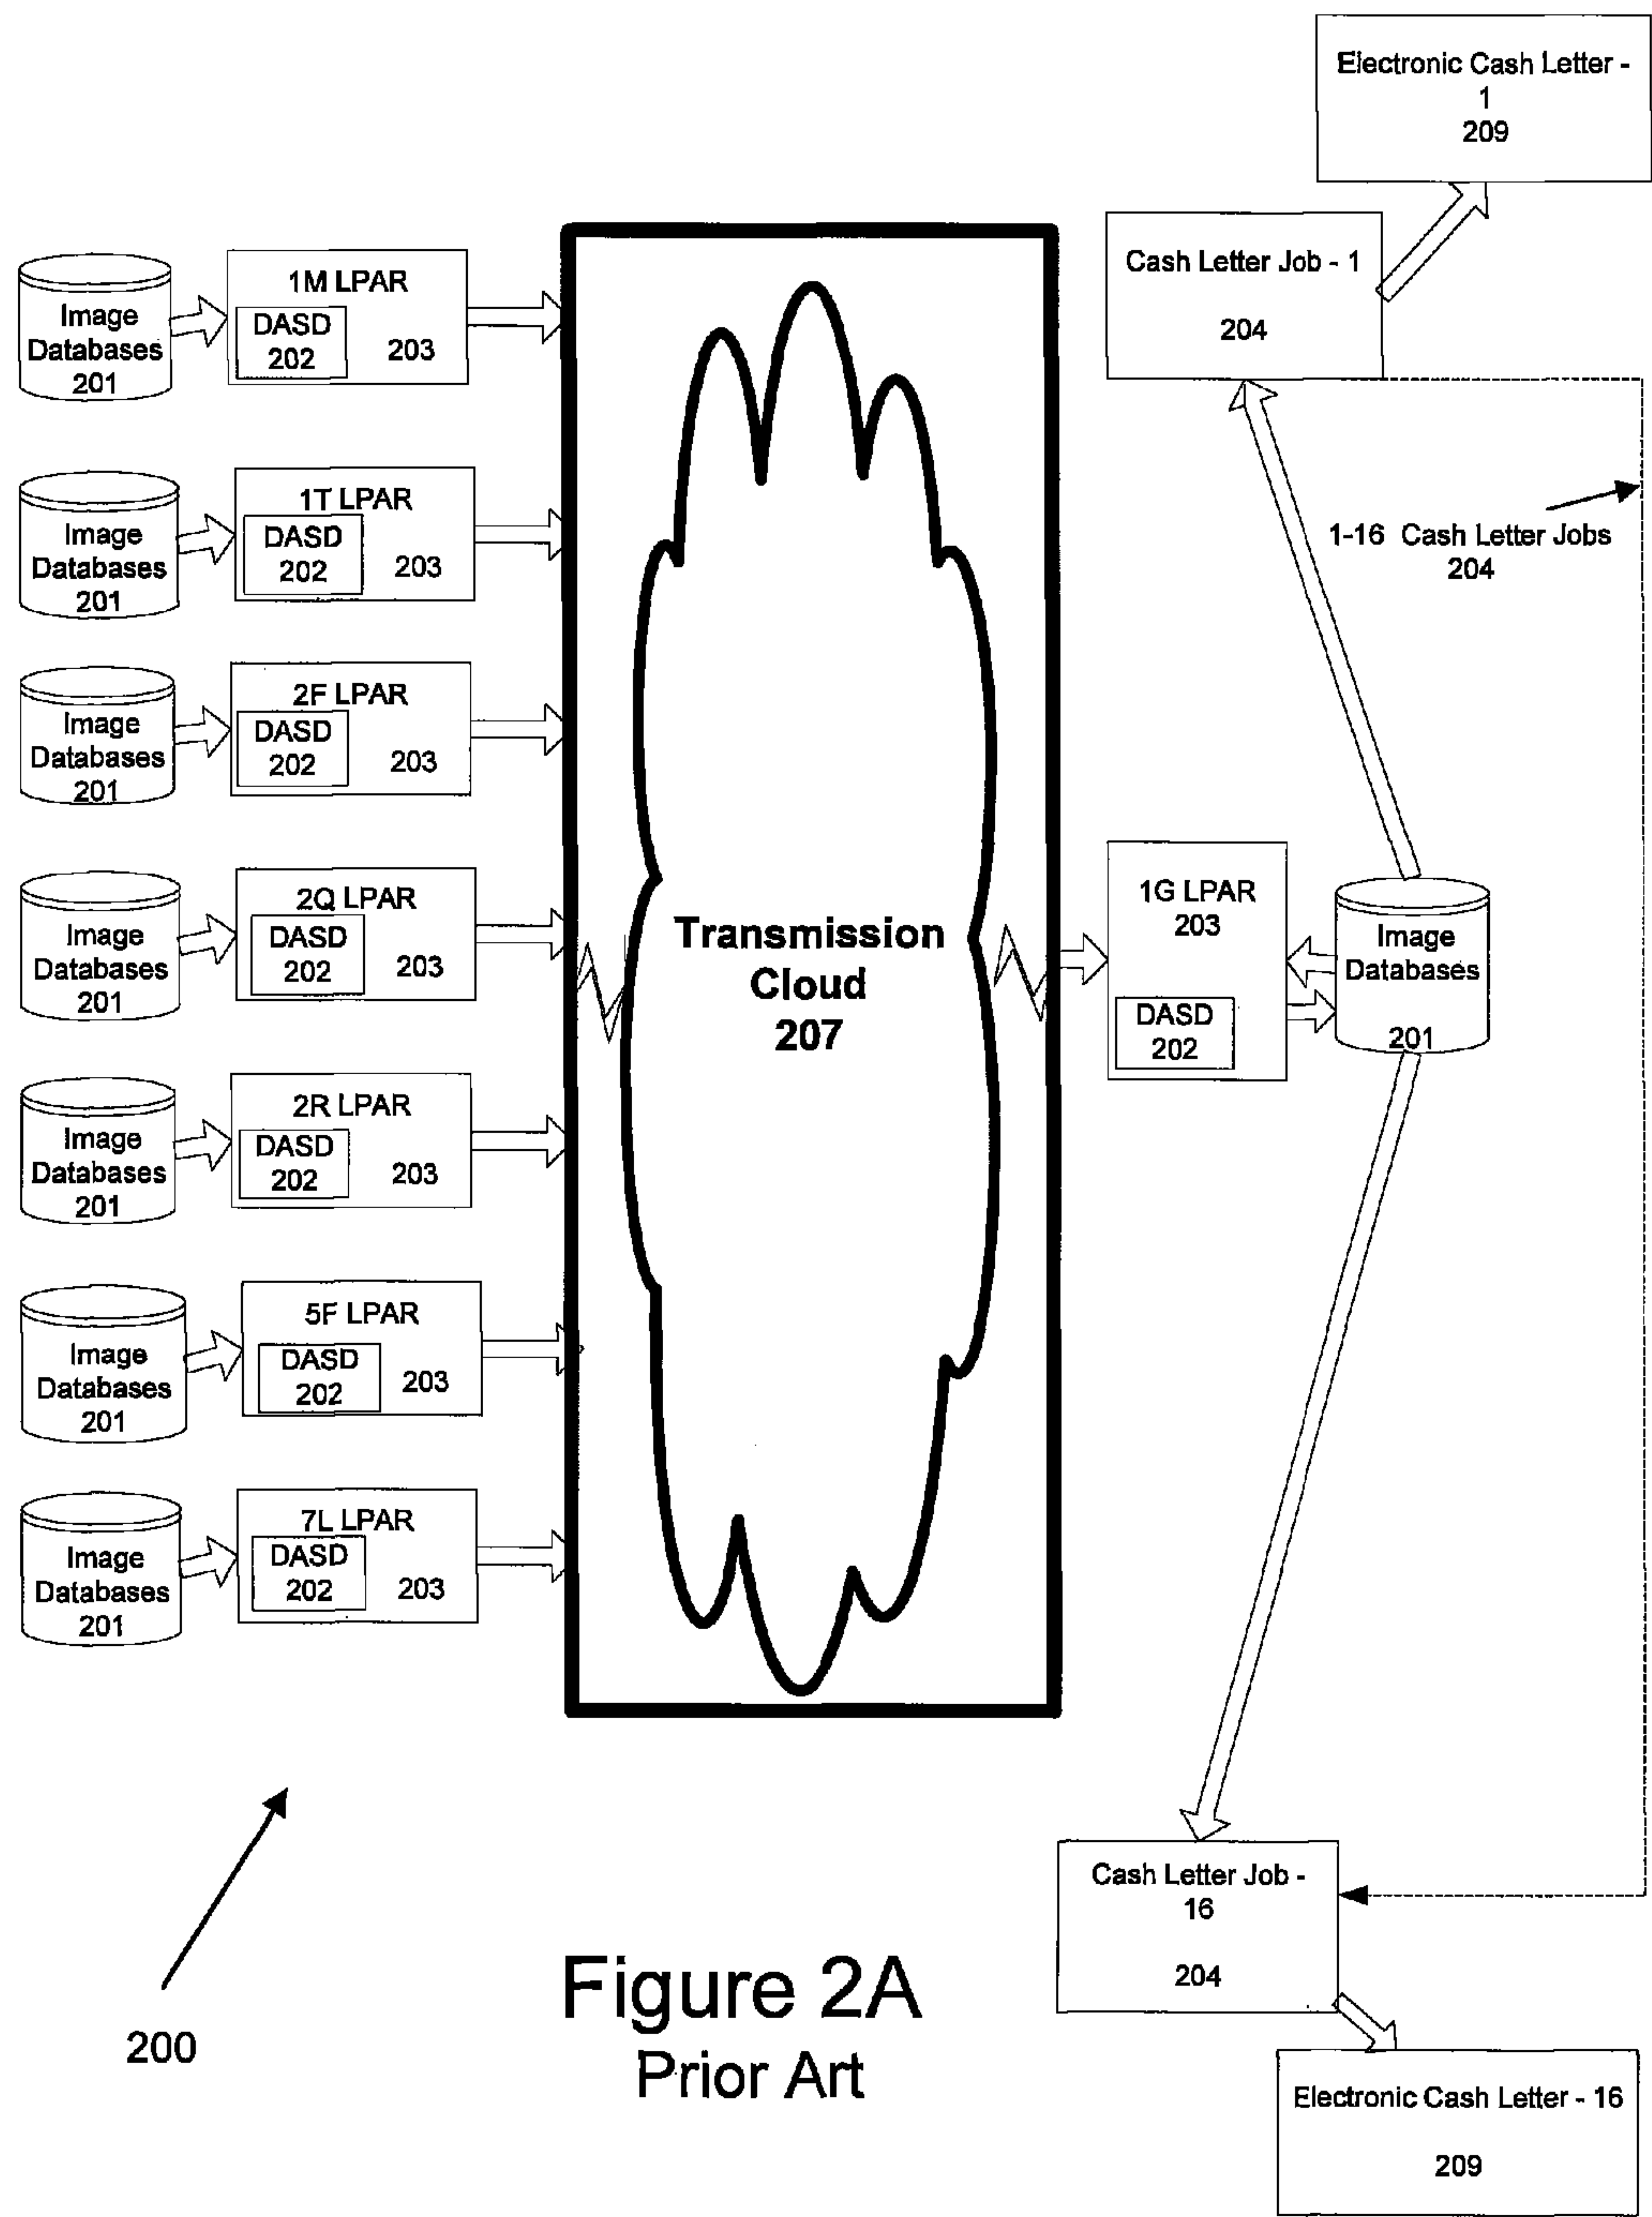 Electronic Cash Letter -
1
209
Cash Letter Job - 1
204
1-16 Cash Letter Jobs
204
Image
Databases
201
1M LPAR
DASD
202
203
Image
Databases
201
1T LPAR
DASD
202
203
Image
Databases
201
2F LPAR
DASD
202
203
Image
Databases
201
2Q LPAR
DASD
202
203
Image
Databases
201
2R LPAR
DASD
202
203
Image
Databases
201
5F LPAR
DASD
202
203
Image
Databases
201
7L LPAR
DASD
202
203
Transmission
Cloud
207
1G LPAR
203
DASD
202
Image
Databases
201
Cash Letter Job -
16
204
Electronic Cash Letter - 16
209
200
Figure 2A
Prior Art